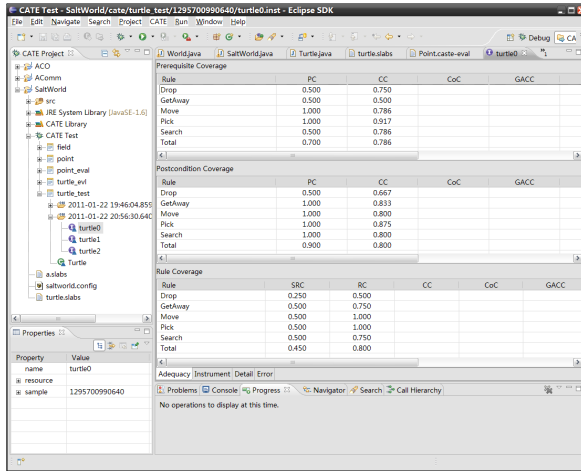 CATE Test - SaltWorld/cate/turtle_test/1295700990640/turtle0.inst - Eclipse SDK
File Edit Navigate Search Project CATE Run Window Help
Debug CA
CATE Project
World.java SaltWorld.java Turtle.java turtle.slabs Point.caste-eval turtle0
ACO
AComm
SaltWorld
src
JRE System Library [JavaSE-1.6]
CATE Library
CATE Test
field
point
point_eval
turtle_evl
turtle_test
2011-01-22 19:46:04.859
2011-01-22 20:56:30.640
turtle0
turtle1
turtle2
Turtle
a.slabs
saltworld.config
turtle.slabs
Properties
Property Value
name turtle0
resource
sample 1295700990640
Prerequisite Coverage
Rule PC CC CoC GACC
Drop 0.500 0.750
GetAway 0.500 0.500
Move 1.000 0.786
Pick 1.000 0.917
Search 0.500 0.786
Total 0.700 0.786
Postcondition Coverage
Rule PC CC CoC GACC
Drop 0.500 0.667
GetAway 1.000 0.833
Move 1.000 0.800
Pick 1.000 0.875
Search 1.000 0.800
Total 0.900 0.800
Rule Coverage
Rule SRC RC CC CoC GACC
Drop 0.250 0.500
GetAway 0.500 0.750
Move 0.500 1.000
Pick 0.500 1.000
Search 0.500 0.750
Total 0.450 0.800
Adequacy Instrument Detail Error
Problems Console Progress Navigator Search Call Hierarchy
No operations to display at this time.